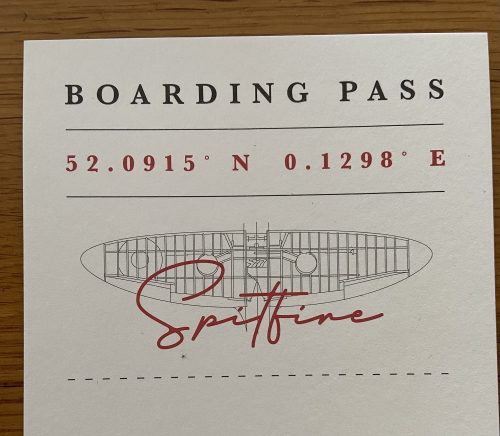 BOARDING PASS
52.0915° N 0.1298° E
Spitfire